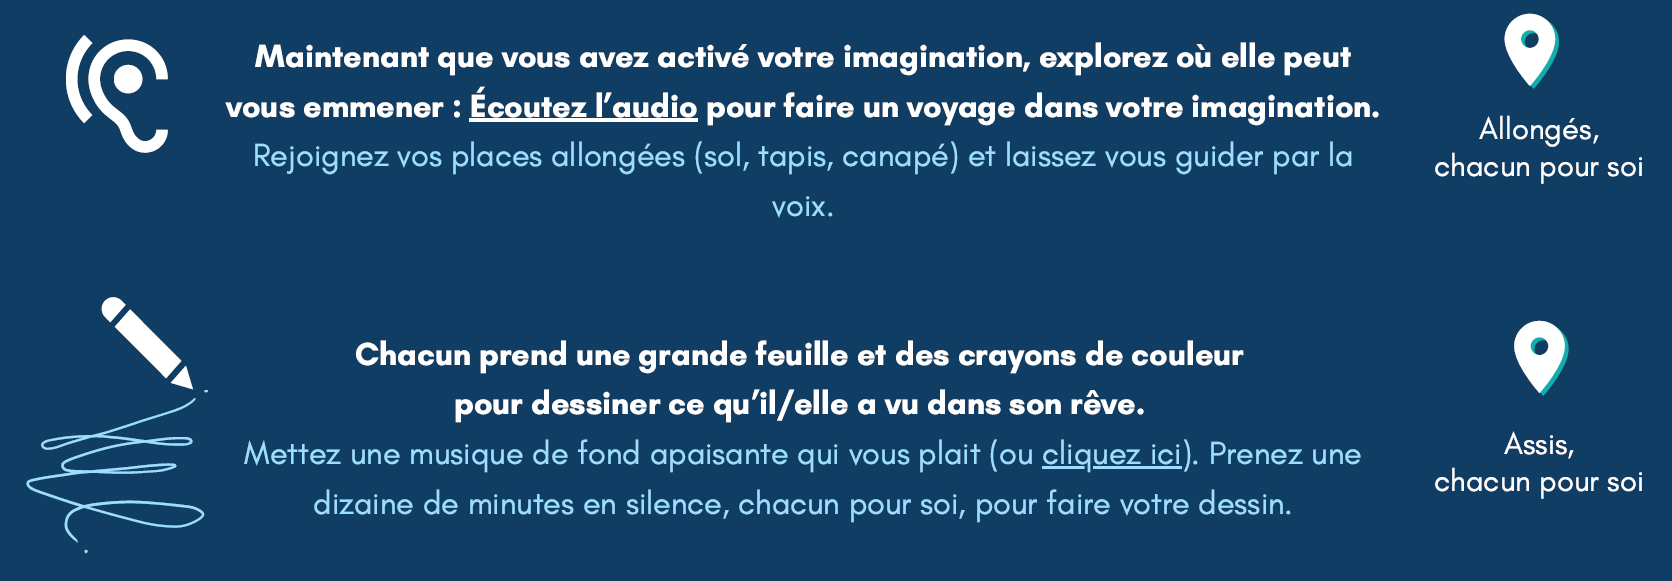 Maintenant que vous avez activé votre imagination, explorez où elle peut
vous emmener : Écoutez l’audio pour faire un voyage dans votre imagination.
Rejoignez vos places allongées (sol, tapis, canapé) et laissez vous guider par la
voix.
Allongés,
chacun pour soi
Chacun prend une grande feuille et des crayons de couleur
pour dessiner ce qu’il/elle a vu dans son rêve.
Mettez une musique de fond apaisante qui vous plait (ou cliquez ici). Prenez une
dizaine de minutes en silence, chacun pour soi, pour faire votre dessin.
Assis,
chacun pour soi